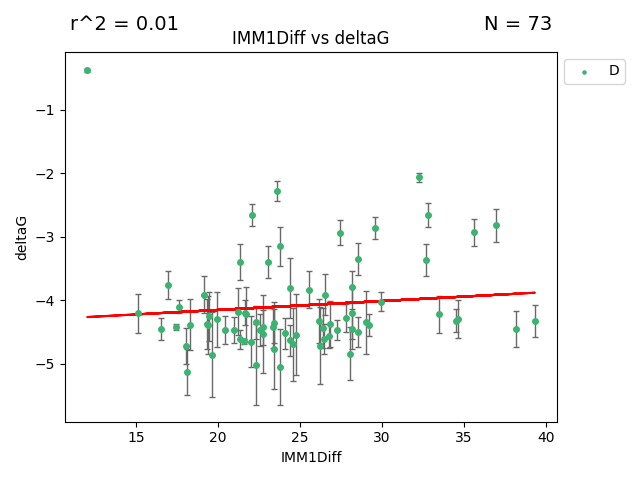 r^2 = 0.01
N = 73
IMM1Diff vs deltaG
D
−1
−2
−3
−4
−5
deltaG
15
20
25
30
35
40
IMM1Diff